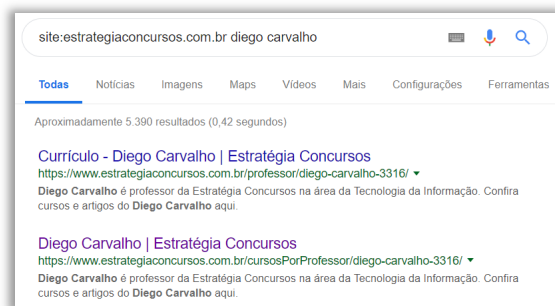 site:estrategiaconcursos.com.br diego carvalho
Todas Notícias Imagens Maps Vídeos Mais Configurações Ferramentas
Aproximadamente 5.390 resultados (0,42 segundos)
Currículo - Diego Carvalho | Estratégia Concursos
https://www.estrategiaconcursos.com.br/professor/diego-carvalho-3316/
Diego Carvalho é professor da Estratégia Concursos na área da Tecnologia da Informação. Confira
cursos e artigos do Diego Carvalho aqui.
Diego Carvalho | Estratégia Concursos
https://www.estrategiaconcursos.com.br/cursosPorProfessor/diego-carvalho-3316/
Diego Carvalho é professor da Estratégia Concursos na área da Tecnologia da Informação. Confira
cursos e artigos do Diego Carvalho aqui.